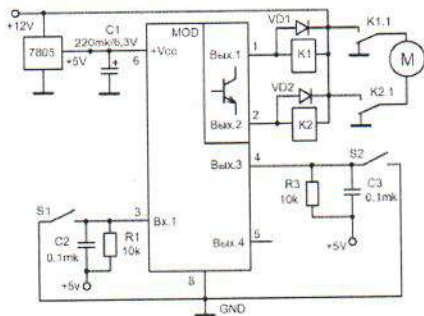 +12V
C1
220mk/6,3V
7805
+5V
+Vcc
6
MOD
Вых.1
1
VD1
K1
K1.1
M
VD2
Вых.2
2
K2
K2.1
Вых.3
4
S2
R3
10k
C3
0.1mk
+5v
S1
3
Вх.1
C2
0.1mk
R1
10k
+5v
Вых.4
5
8
GND